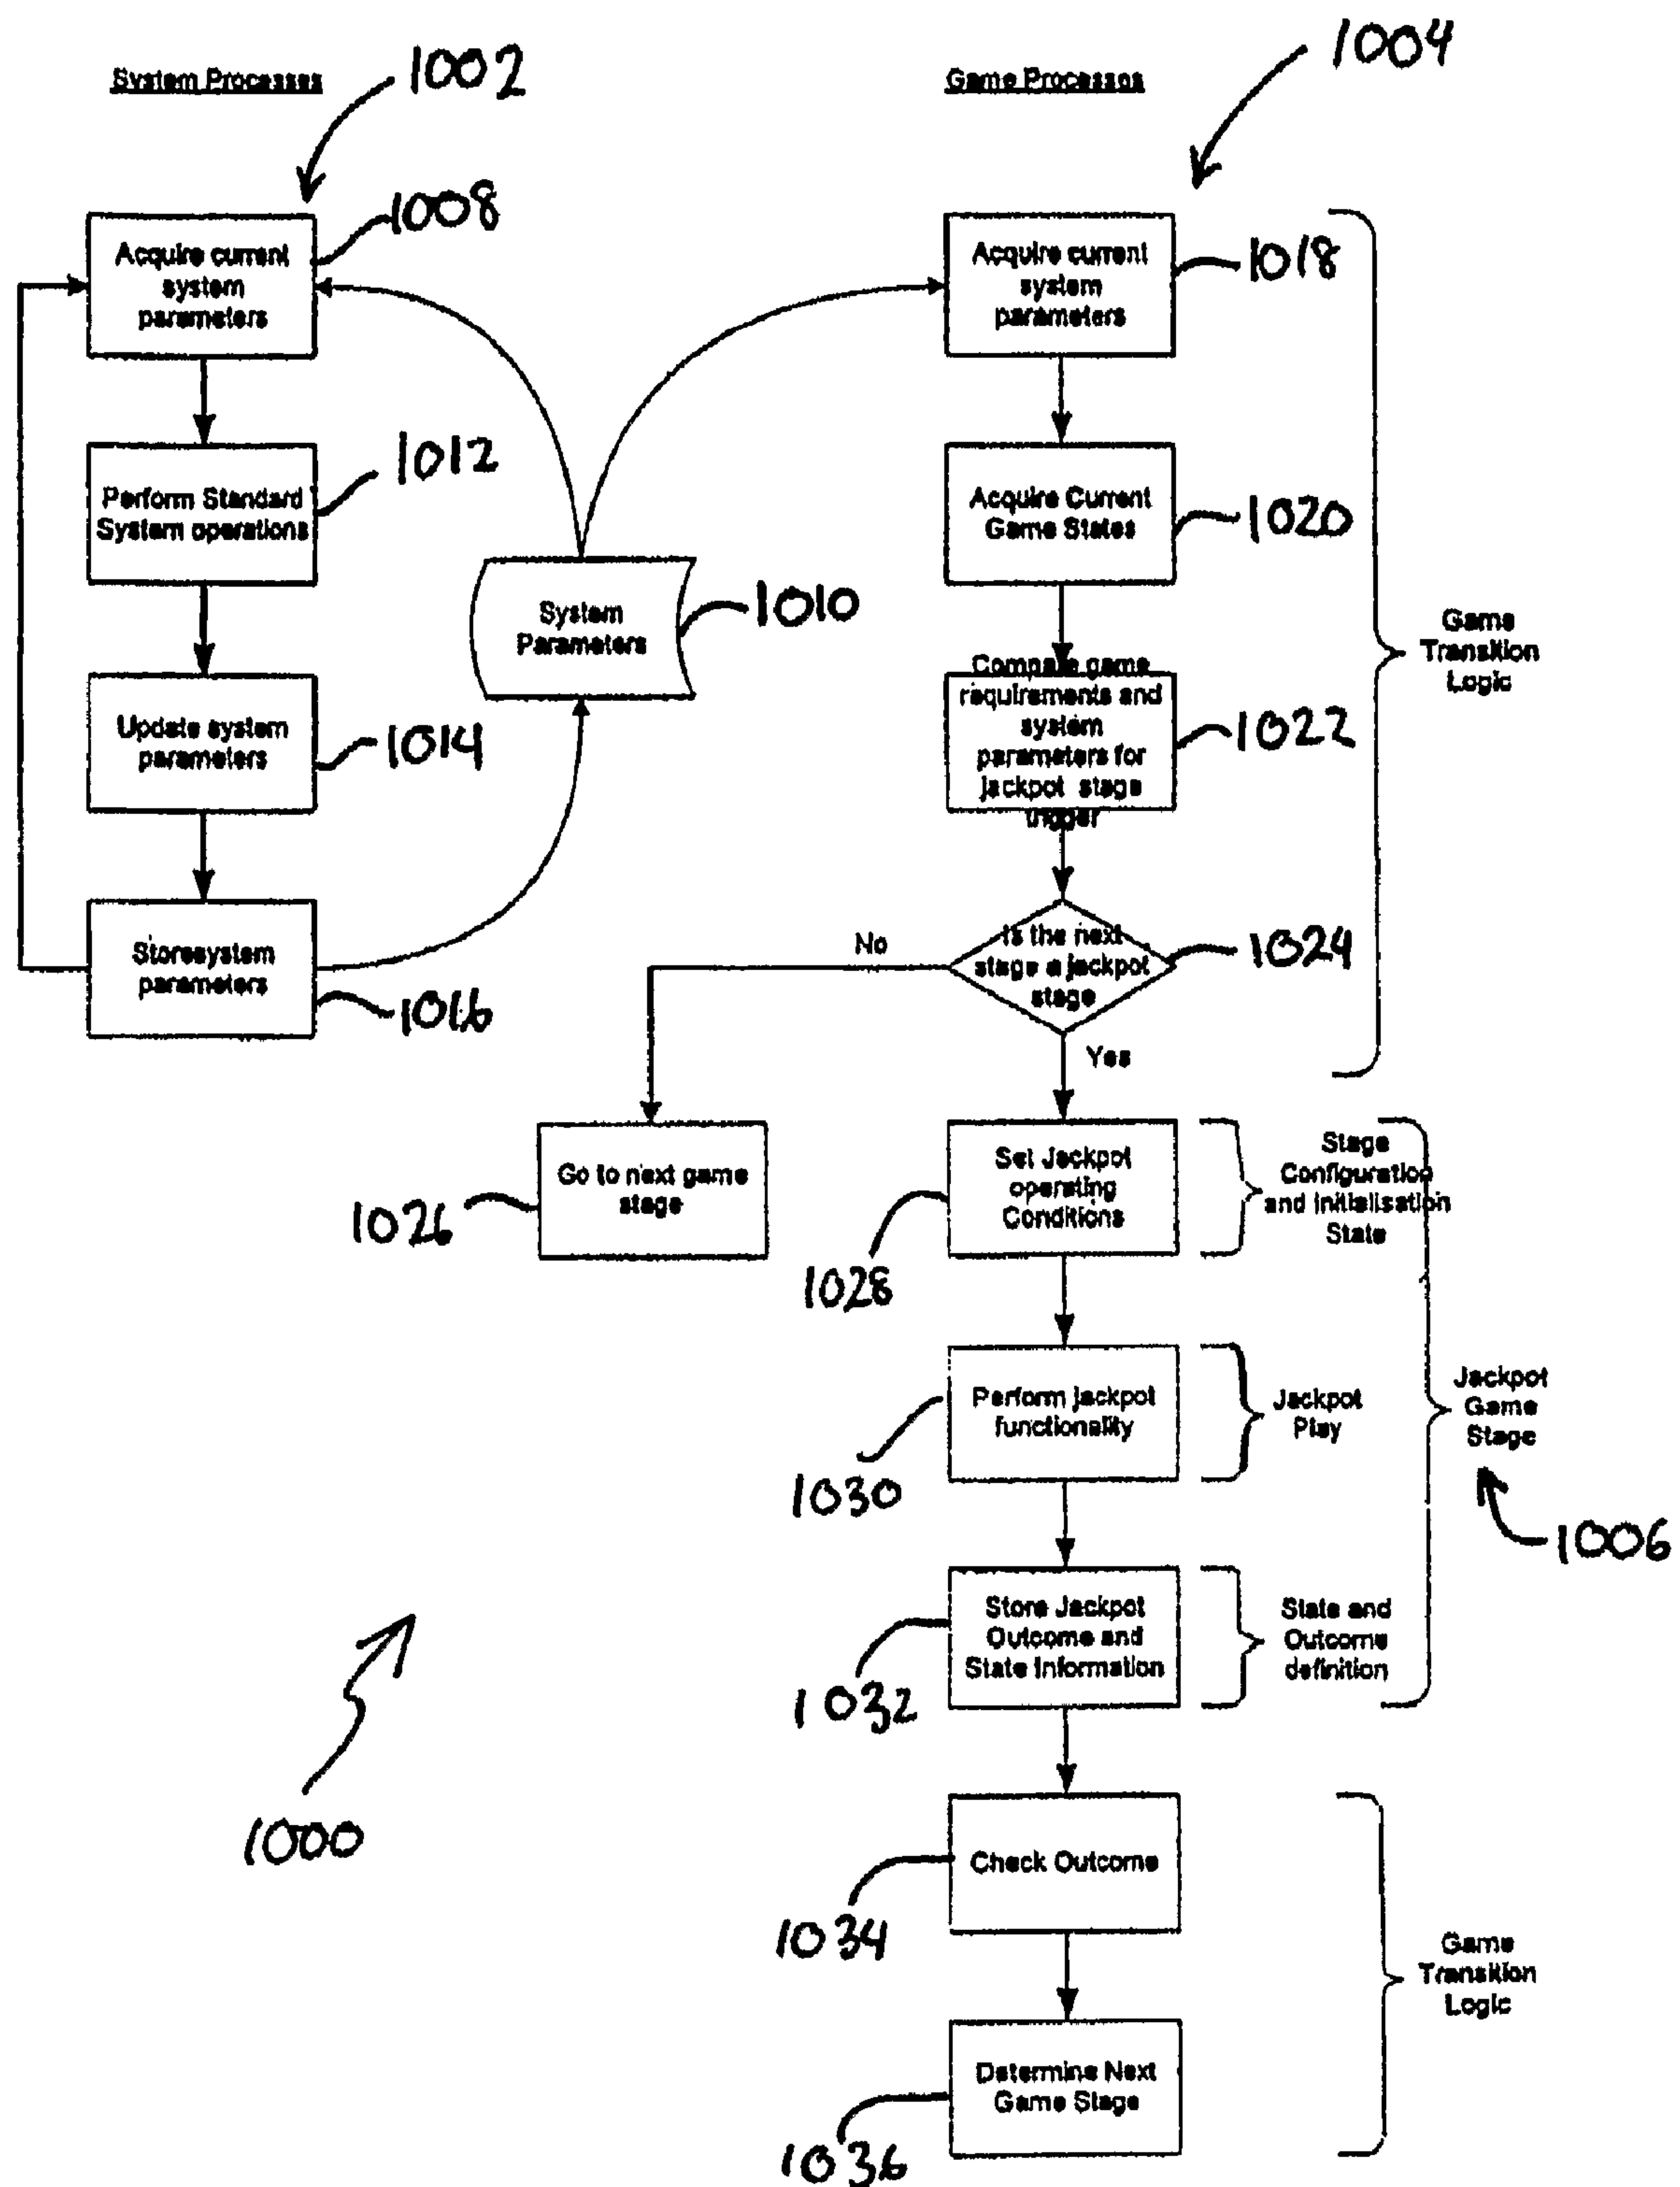 System Processes
1002
Game Processes
1004
Acquire current
system
parameters
1008
Perform Standard
System operations
1012
Update system
parameters
1014
Storesystem
parameters
1016
System
Parameters
1010
Acquire current
system
parameters
1018
Acquire Current
Game States
1020
Compare game
requirements and
system
parameters for
jackpot stage
trigger
1022
Is the next
stage a jackpot
stage
1024
No
Yes
Game
Transition
Logic
Go to next game
stage
1026
Set Jackpot
operating
Conditions
1028
Stage
Configuration
and Initialisation
State
Perform jackpot
functionality
1030
Jackpot
Play
Jackpot
Game
Stage
1006
Store Jackpot
Outcome and
State Information
1032
State and
Outcome
definition
1000
Check Outcome
1034
Determine Next
Game Stage
1036
Game
Transition
Logic